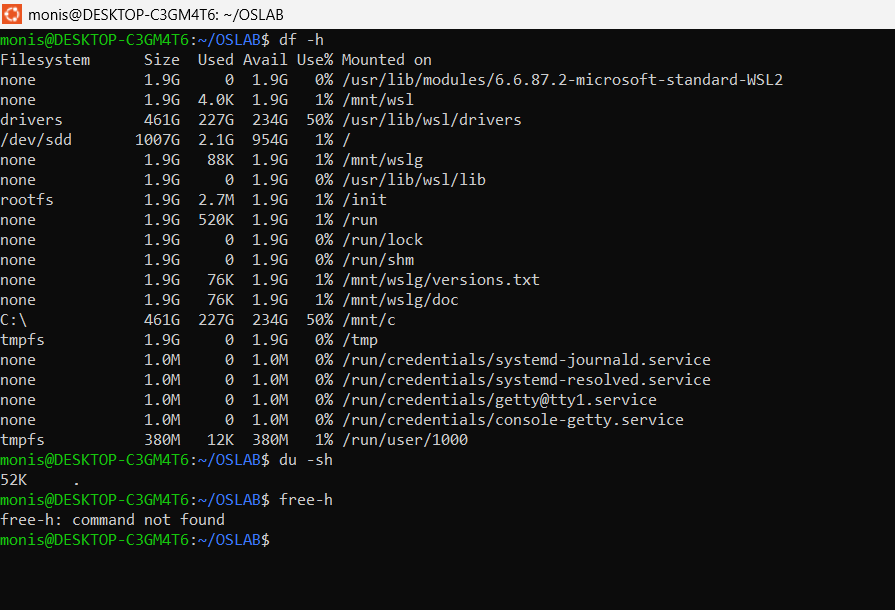 monis@DESKTOP-C3GM4T6: ~/OSLAB
monis@DESKTOP-C3GM4T6:~/OSLAB$ df -h
Filesystem      Size  Used Avail Use% Mounted on
none            1.9G     0  1.9G   0% /usr/lib/modules/6.6.87.2-microsoft-standard-WSL2
none            1.9G  4.0K  1.9G   1% /mnt/wsl
drivers         461G  227G  234G  50% /usr/lib/wsl/drivers
/dev/sdd       1007G  2.1G  954G   1% /
none            1.9G   88K  1.9G   1% /mnt/wslg
none            1.9G     0  1.9G   0% /usr/lib/wsl/lib
rootfs          1.9G  2.7M  1.9G   1% /init
none            1.9G  520K  1.9G   1% /run
none            1.9G     0  1.9G   0% /run/lock
none            1.9G     0  1.9G   0% /run/shm
none            1.9G   76K  1.9G   1% /mnt/wslg/versions.txt
none            1.9G   76K  1.9G   1% /mnt/wslg/doc
C:\             461G  227G  234G  50% /mnt/c
tmpfs           1.9G     0  1.9G   0% /tmp
none            1.0M     0  1.0M   0% /run/credentials/systemd-journald.service
none            1.0M     0  1.0M   0% /run/credentials/systemd-resolved.service
none            1.0M     0  1.0M   0% /run/credentials/getty@tty1.service
none            1.0M     0  1.0M   0% /run/credentials/console-getty.service
tmpfs           380M   12K  380M   1% /run/user/1000
monis@DESKTOP-C3GM4T6:~/OSLAB$ du -sh
52K     .
monis@DESKTOP-C3GM4T6:~/OSLAB$ free-h
free-h: command not found
monis@DESKTOP-C3GM4T6:~/OSLAB$